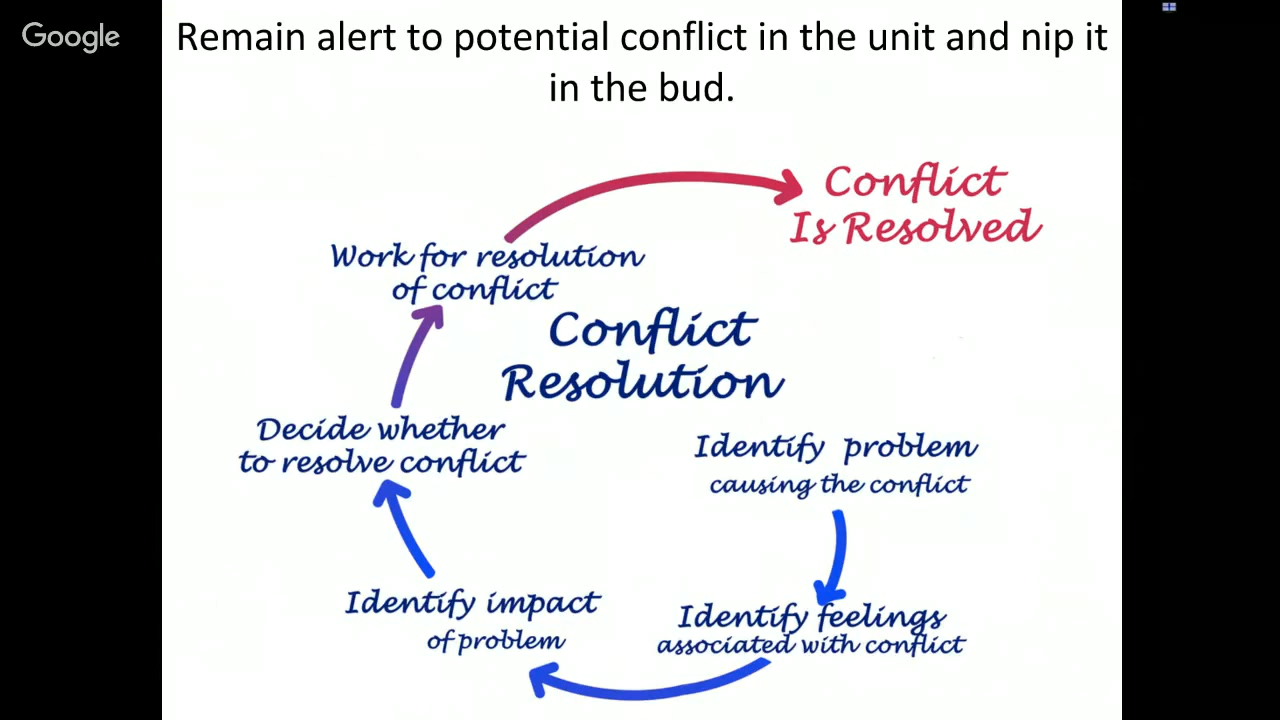 Google
Remain alert to potential conflict in the unit and nip it
in the bud.
Conflict
Is Resolved
Work for resolution
of conflict
Conflict
Resolution
Decide whether
to resolve conflict
Identify problem
causing the conflict
Identify impact
of problem
Identify feelings
associated with conflict